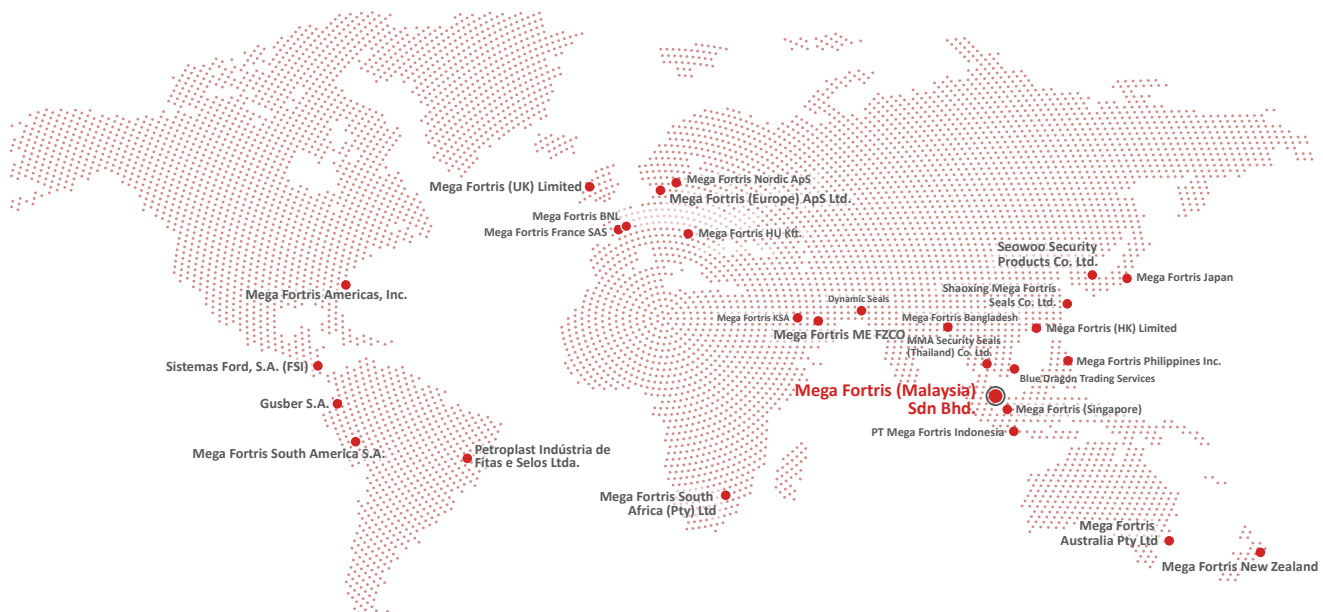 Mega Fortris Nordic ApS
Mega Fortris (UK) Limited
Mega Fortris (Europe) ApS Ltd.
Mega Fortris BNL
Mega Fortris France SAS
Mega Fortris HU Kft.
Seowoo Security
Products Co. Ltd.
Mega Fortris Japan
Shaoxing Mega Fortris
Seals Co. Ltd.
Mega Fortris Americas, Inc.
Dynamic Seals
Mega Fortris KSA
Mega Fortris Bangladesh
Mega Fortris ME FZCO
Mega Fortris (HK) Limited
MMA Security Seals
(Thailand) Co. Ltd.
Mega Fortris Philippines Inc.
Sistemas Ford, S.A. (FSI)
Blue Dragon Trading Services
Mega Fortris (Malaysia)
Sdn Bhd.
Gusber S.A.
Mega Fortris (Singapore)
PT Mega Fortris Indonesia
Mega Fortris South America S.A.
Petroplast Indústria de
Fitas e Selos Ltda.
Mega Fortris South
Africa (Pty) Ltd
Mega Fortris
Australia Pty Ltd
Mega Fortris New Zealand